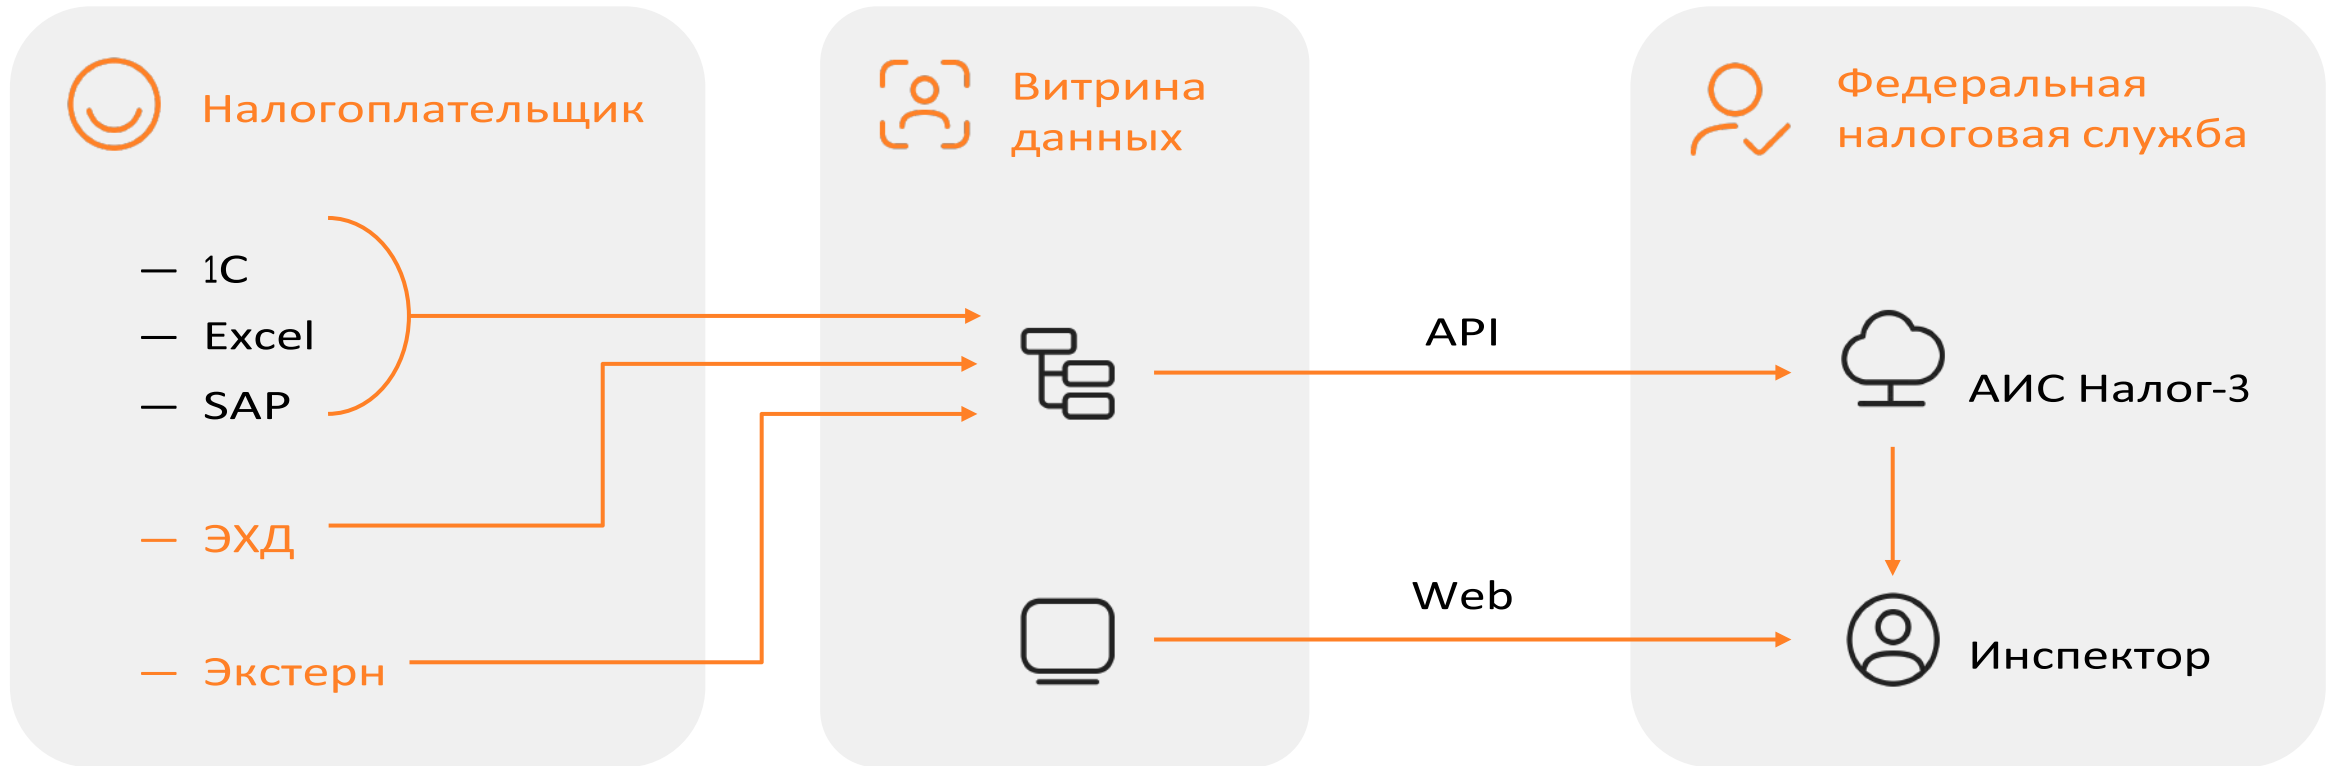 Налогоплательщик
— 1С
— Excel
— SAP
— ЭХД
— Экстерн
Витрина
данных
API
Web
Федеральная
налоговая служба
АИС Налог-3
Инспектор